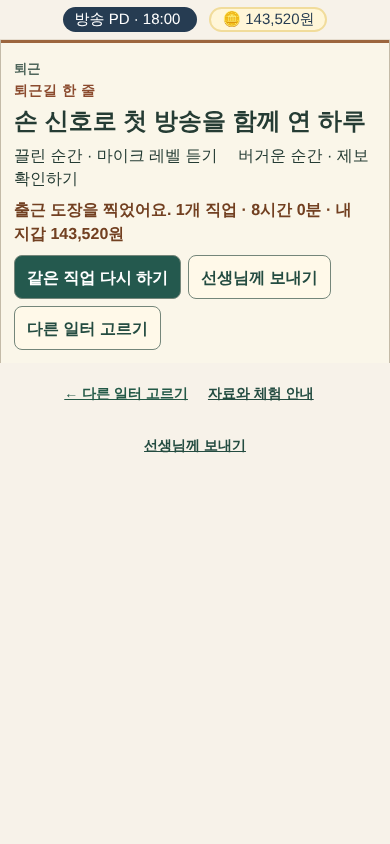 방송 PD · 18:00
🪙 143,520원
퇴근
퇴근길 한 줄
손 신호로 첫 방송을 함께 연 하루
끌린 순간 · 마이크 레벨 듣기 버거운 순간 · 제보
확인하기
출근 도장을 찍었어요. 1개 직업 · 8시간 0분 · 내
지갑 143,520원
같은 직업 다시 하기
선생님께 보내기
다른 일터 고르기
← 다른 일터 고르기
자료와 체험 안내
선생님께 보내기